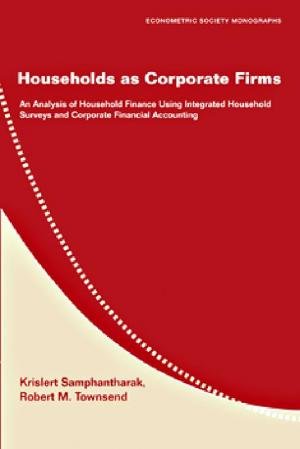 ECONOMETRIC SOCIETY MONOGRAPHS
Households as Corporate Firms
An Analysis of Household Finance Using Integrated Household
Surveys and Corporate Financial Accounting
Krislert Samphantharak,
Robert M. Townsend